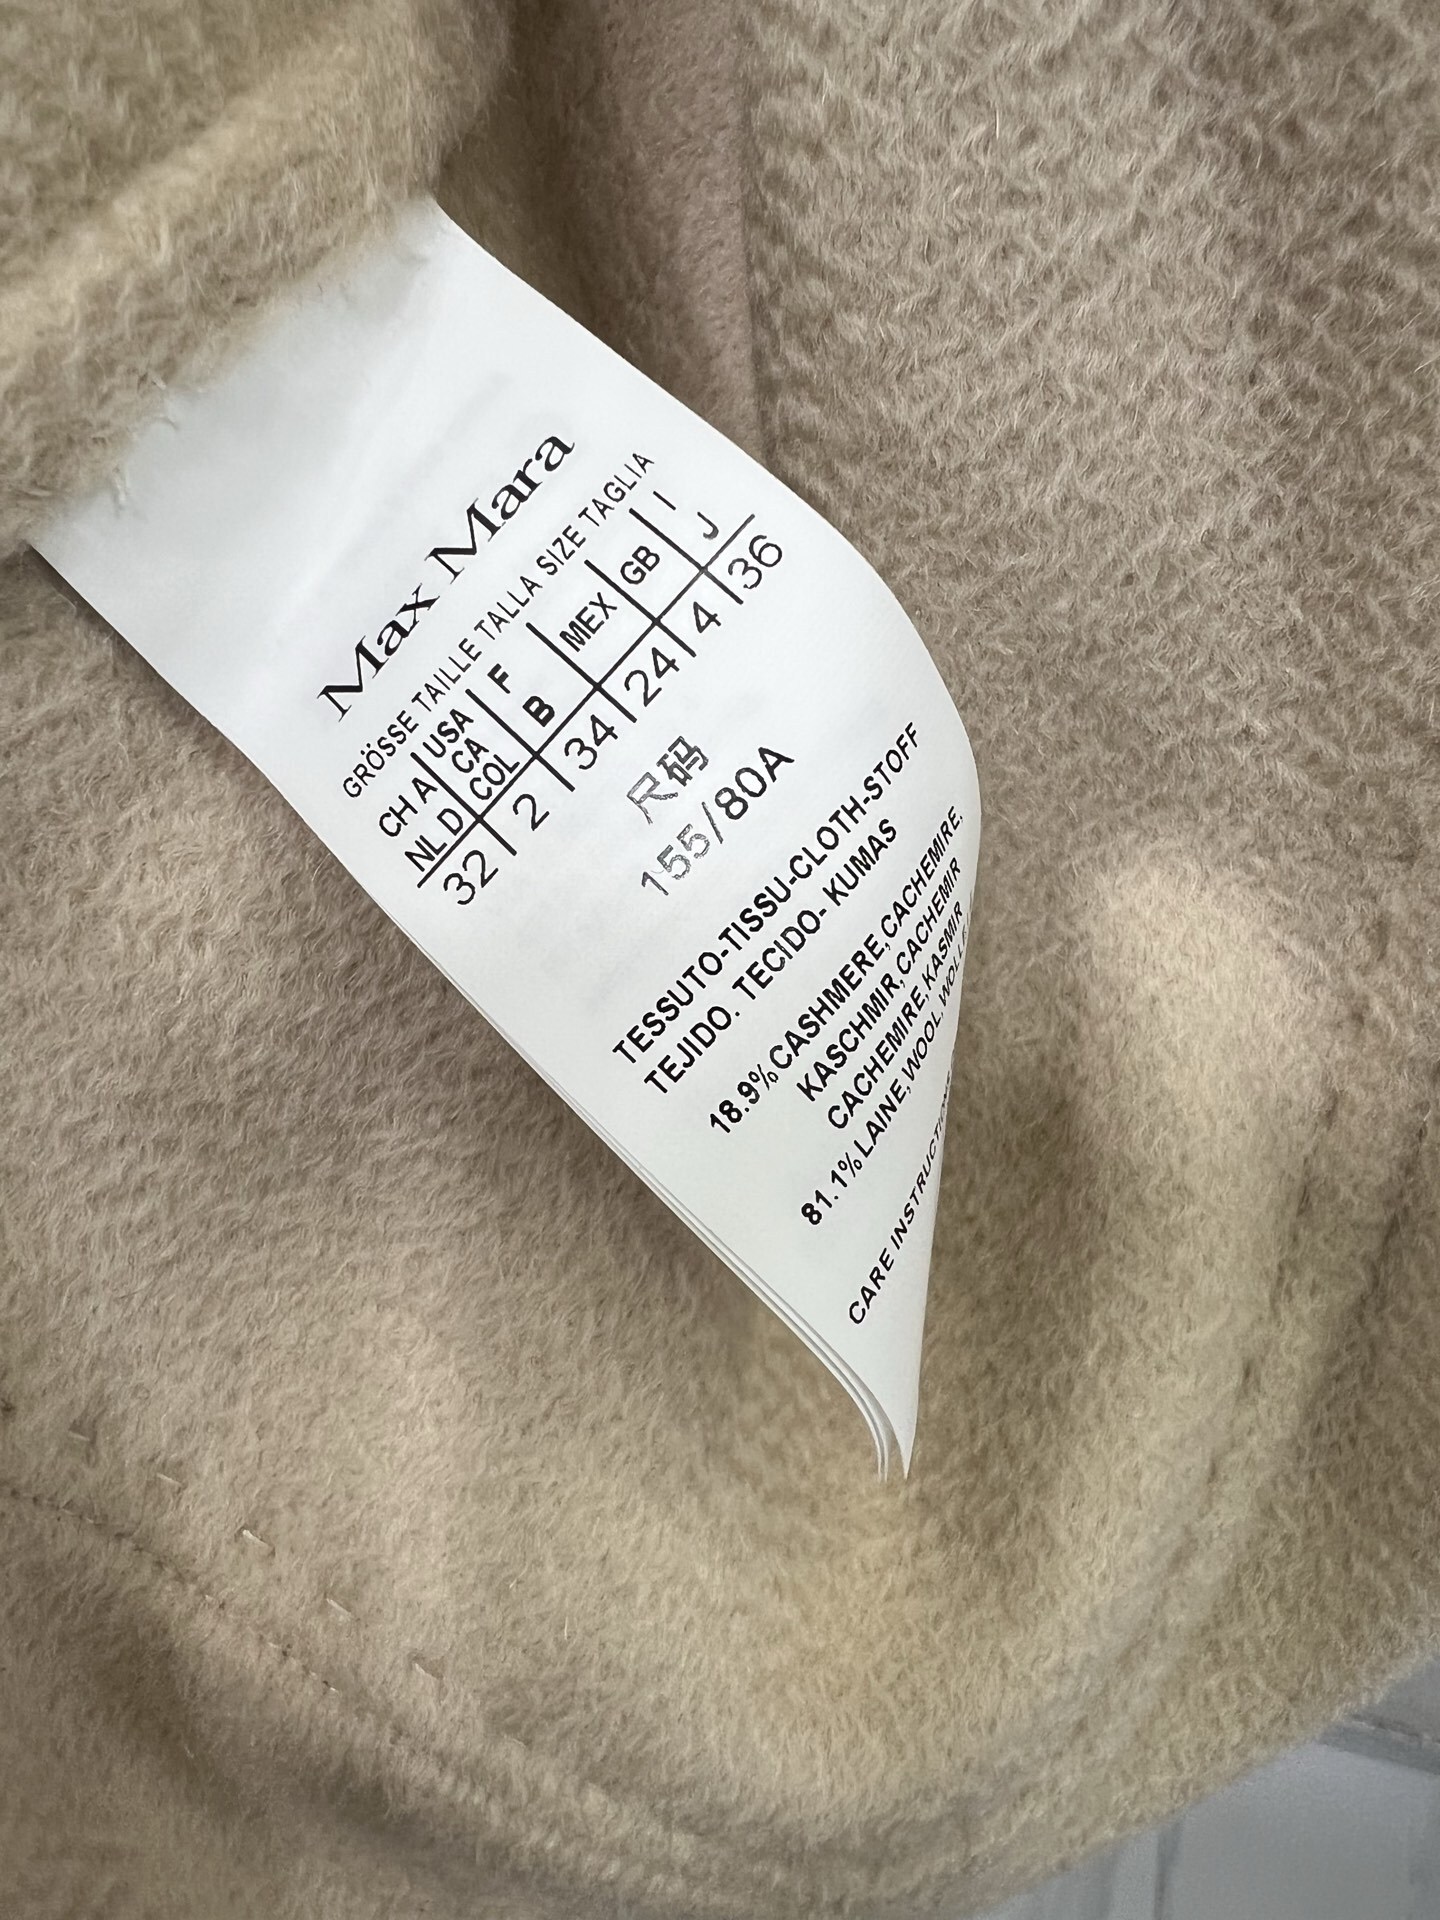 Max Mara
GRÖSSE TAILLE TALLA SIZE TAGLIA
CH A USA F MEX GB I
NL D CA B J
COL
32 2 34 24 4 36
尺码
155/80A
TESSUTO-TISSU-CLOTH-STOFF
TEJIDO. TECIDO- KUMAS
18.9% CASHMERE, CACHEMIRE,
KASCHMIR, CACHEMIR
CACHEMIRE, KASMIR
81.1% LAINE, WOOL, WOLLE
CARE INSTRUCTIONS